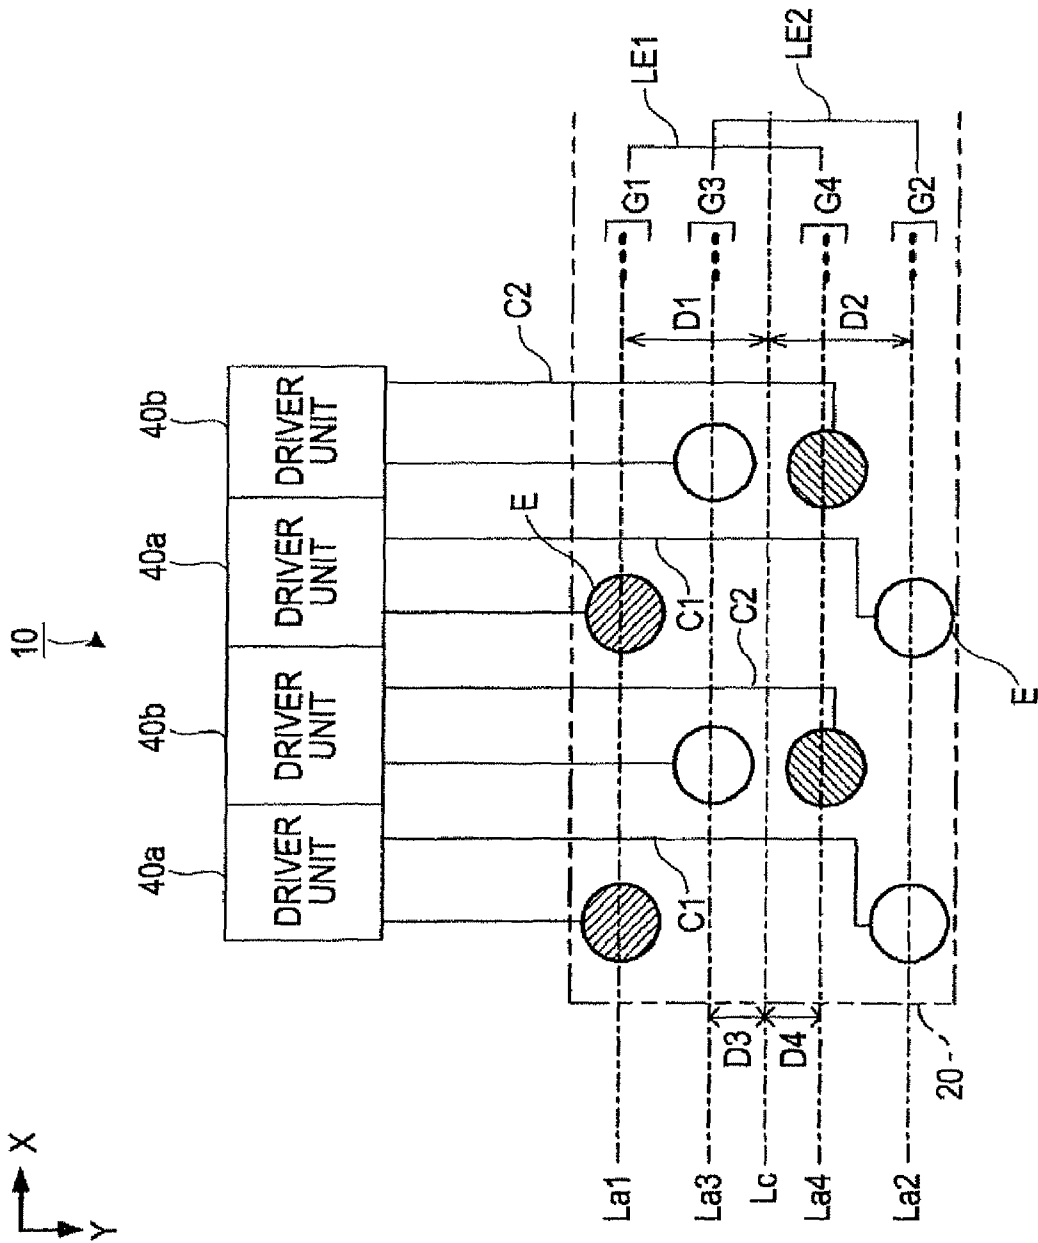 10
40a
40b
40a
40b
DRIVER
UNIT
DRIVER
UNIT
DRIVER
UNIT
DRIVER
UNIT
C2
LE1
LE2
E
G1
G3
G4
G2
D1
D2
C1
C2
C1
E
D3
D4
20
La1
La3
Lc
La4
La2
X
Y